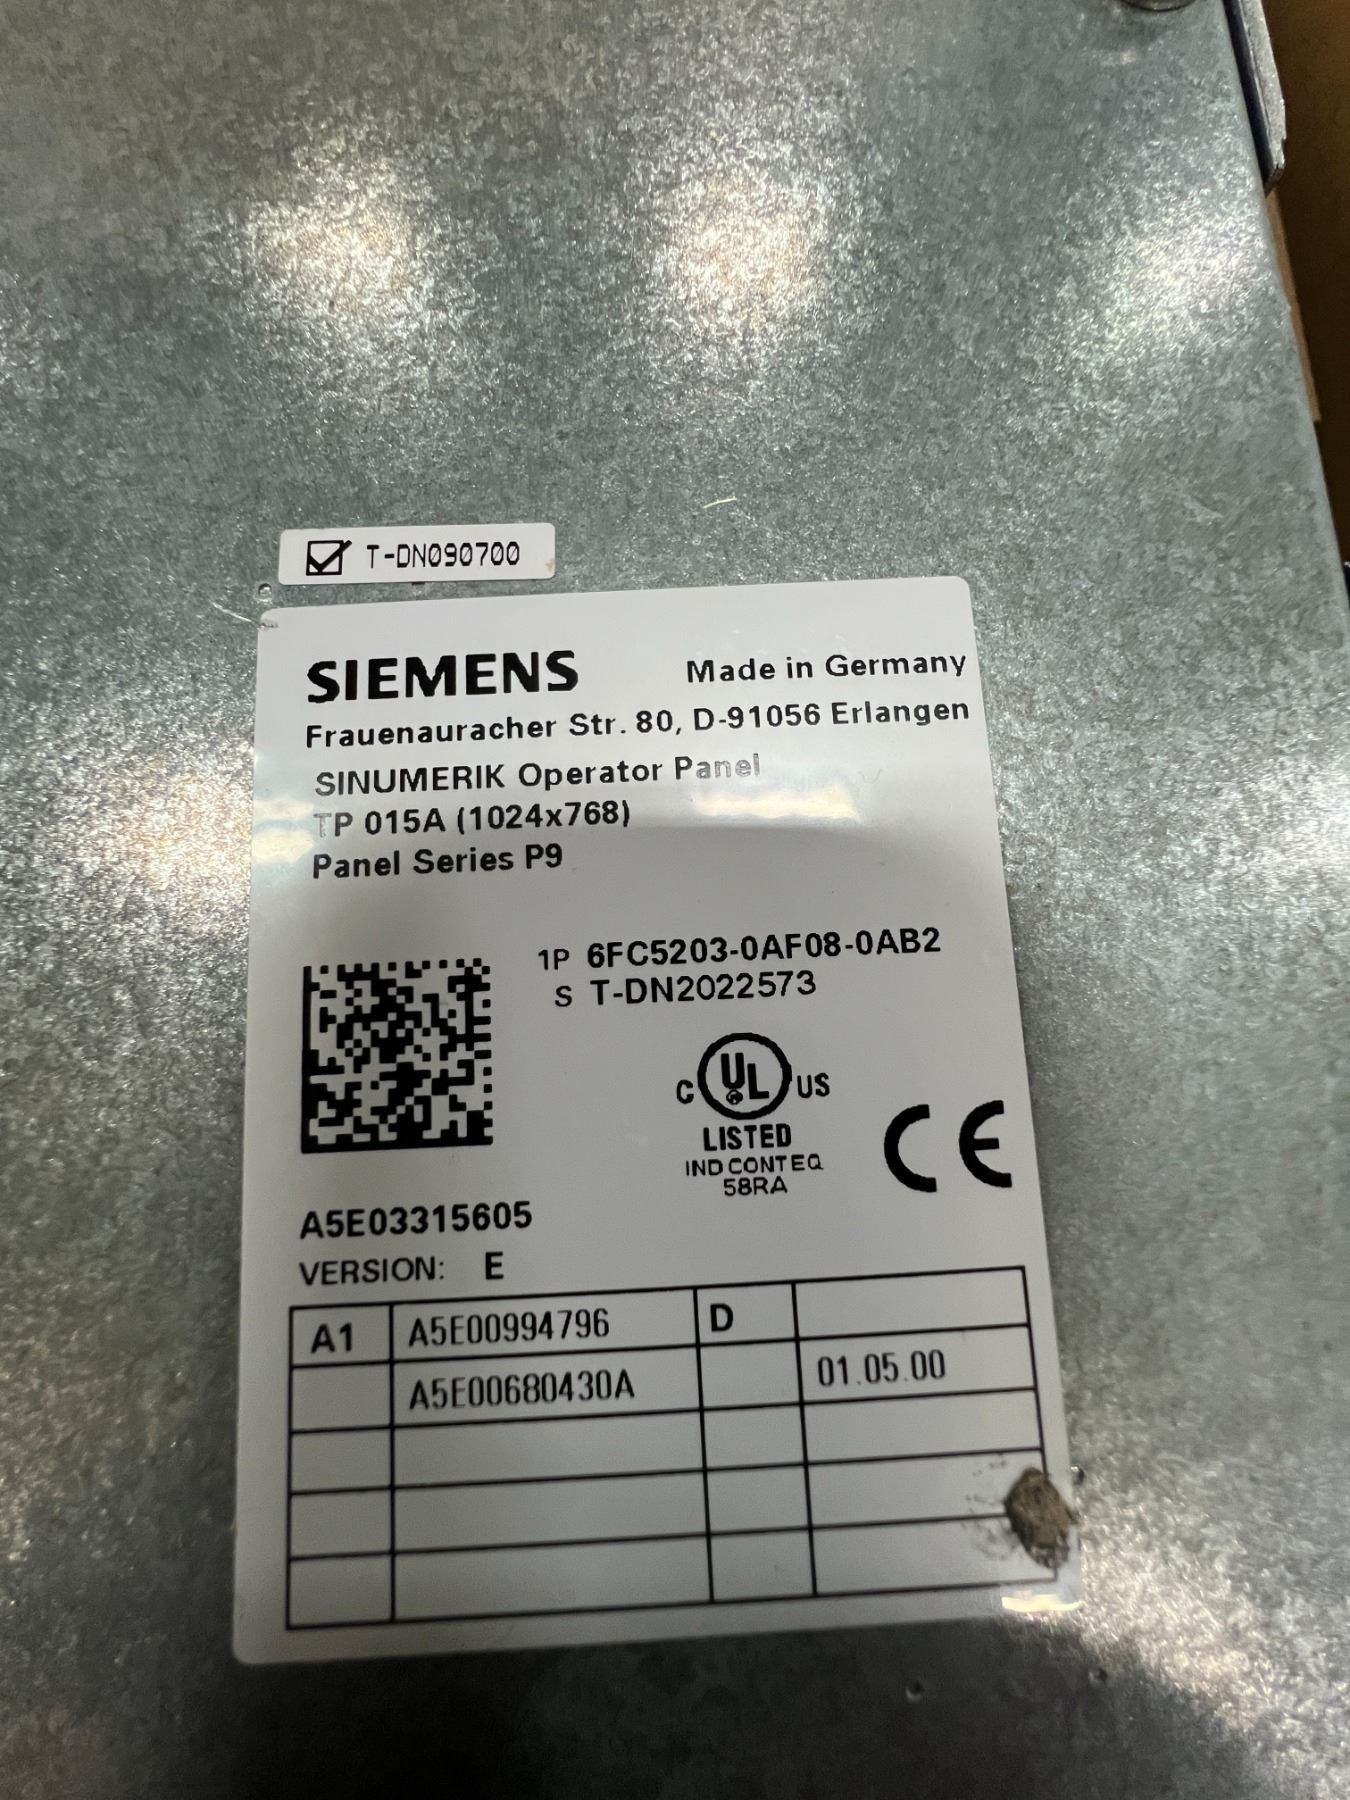 T-DN090700
SIEMENS Made in Germany
Frauenauracher Str. 80, D-91056 Erlangen
SINUMERIK Operator Panel
TP 015A (1024x768)
Panel Series P9
1P 6FC5203-0AF08-0AB2
S T-DN2022573
C UL US
LISTED
IND CONT EQ
58RA
CE
A5E03315605
VERSION: E
A1 A5E00994796 D
A5E00680430A 01.05.00